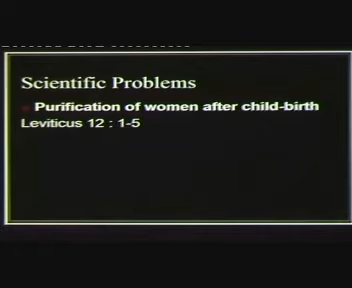 Scientific Problems
Purification of women after child-birth
Leviticus 12 : 1-5